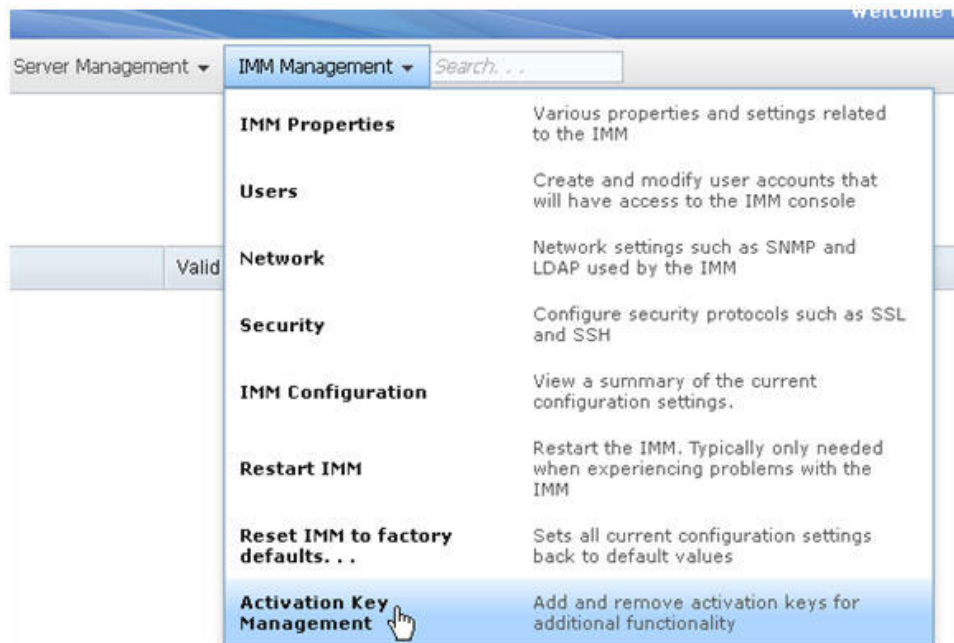 Welcome
Server Management
IMM Management
Search. . .
IMM Properties
Various properties and settings related
to the IMM
Users
Create and modify user accounts that
will have access to the IMM console
Valid
Network
Network settings such as SNMP and
LDAP used by the IMM
Security
Configure security protocols such as SSL
and SSH
IMM Configuration
View a summary of the current
configuration settings.
Restart IMM
Restart the IMM. Typically only needed
when experiencing problems with the
IMM
Reset IMM to factory
defaults. . .
Sets all current configuration settings
back to default values
Activation Key
Management
Add and remove activation keys for
additional functionality